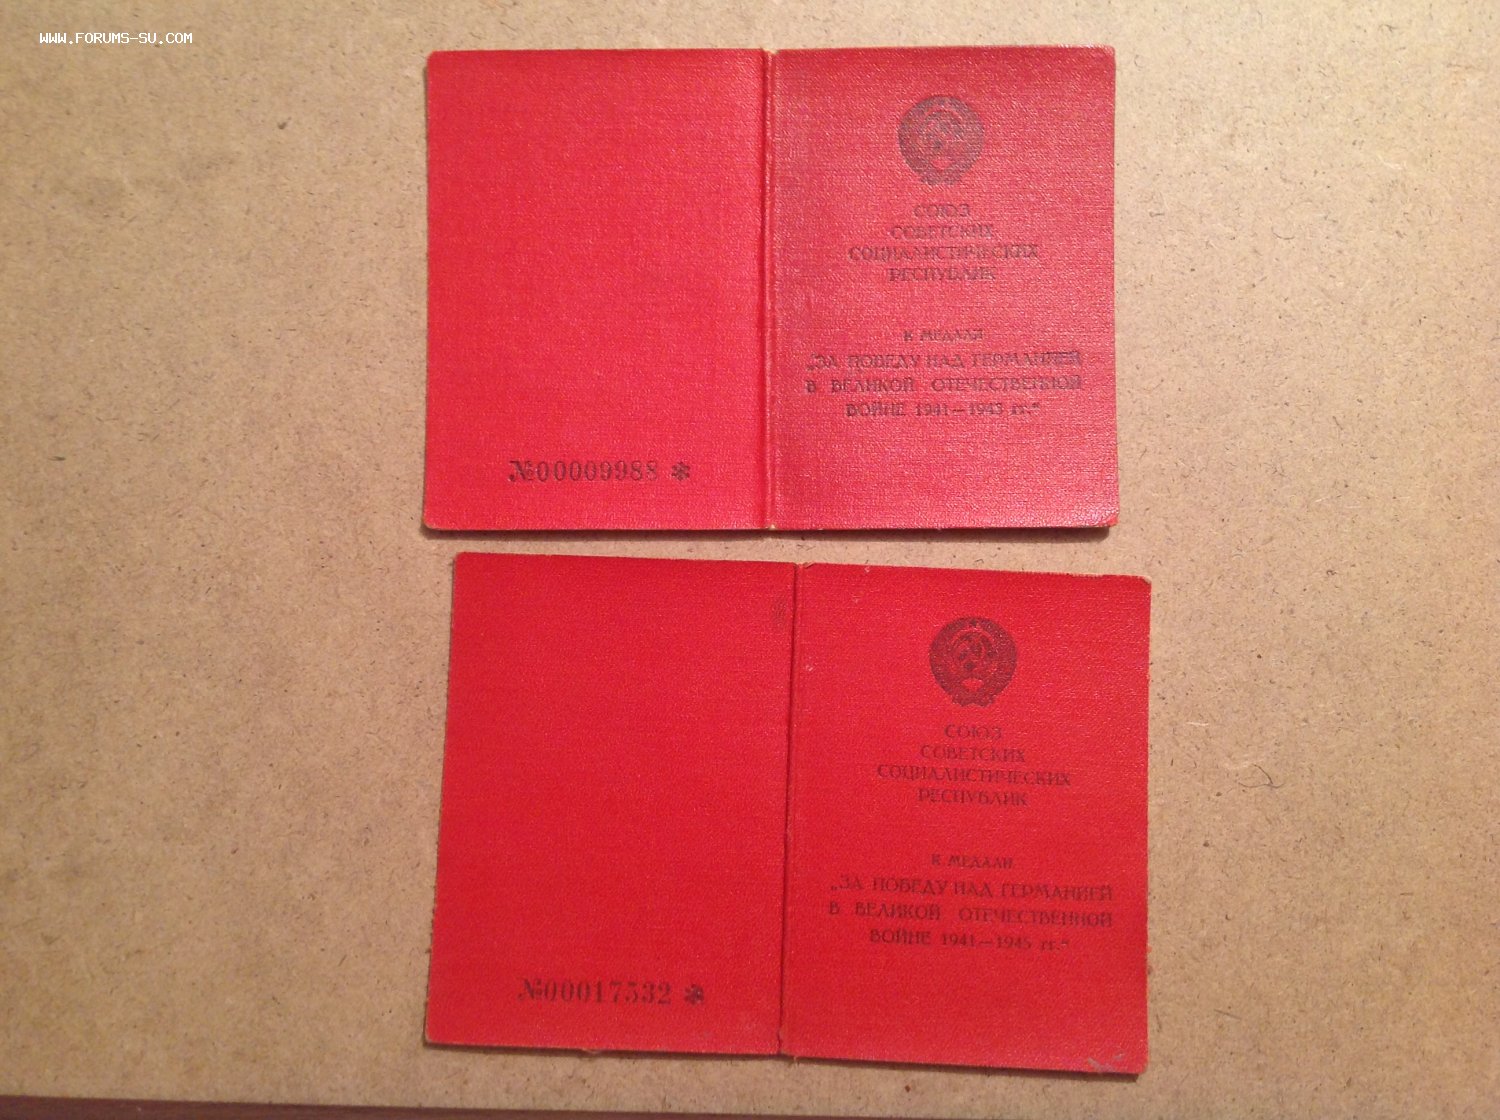 WWW.FORUMS-SU.COM
СОЮЗ
СОВЕТСКИХ
СОЦИАЛИСТИЧЕСКИХ
РЕСПУБЛИК
К МЕДАЛИ
„ЗА ПОБЕДУ НАД ГЕРМАНИЕЙ
В ВЕЛИКОЙ ОТЕЧЕСТВЕННОЙ
ВОЙНЕ 1941—1945 гг.“
№00009988 ✻
СОЮЗ
СОВЕТСКИХ
СОЦИАЛИСТИЧЕСКИХ
РЕСПУБЛИК
К МЕДАЛИ
„ЗА ПОБЕДУ НАД ГЕРМАНИЕЙ
В ВЕЛИКОЙ ОТЕЧЕСТВЕННОЙ
ВОЙНЕ 1941—1945 гг.“
№00017532 ✻